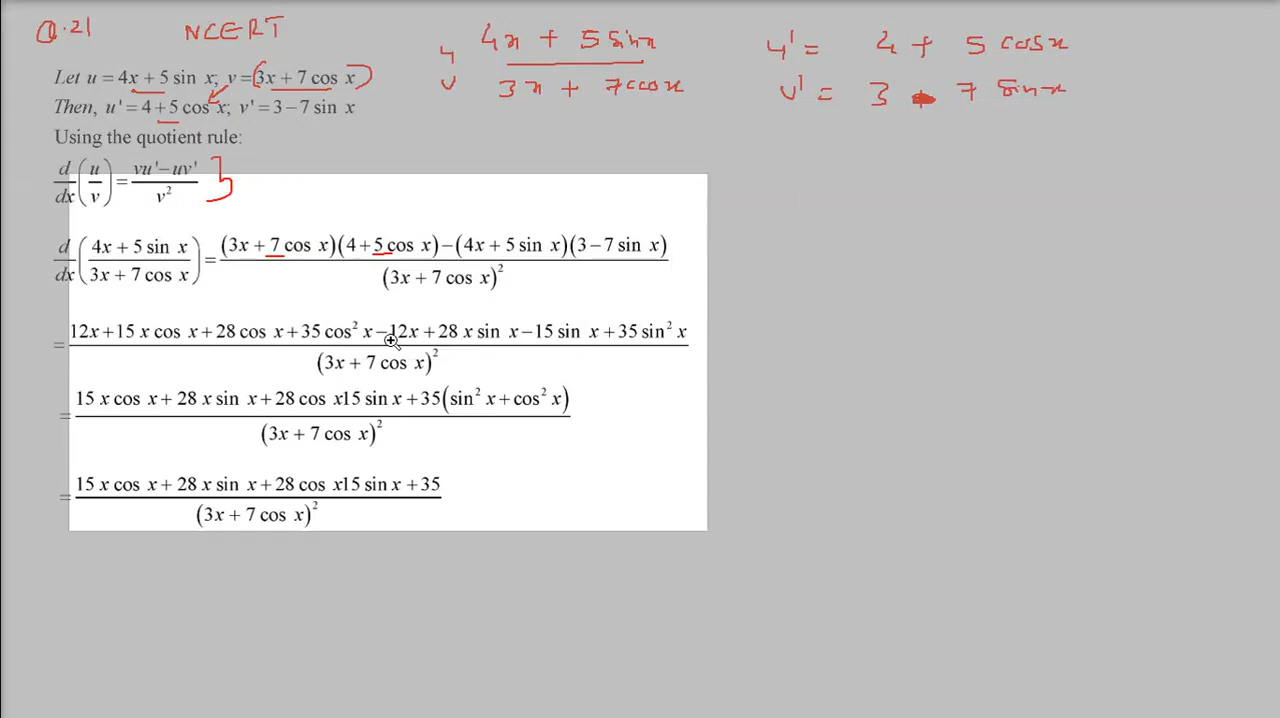 Q.21 NCERT
4x + 5 sinx
u
v 3x + 7cosx
u' = 4 + 5 cosx
v' = 3 - 7 sinx
Let u = 4x + 5 sin x; v = (3x + 7 cos x)
Then, u' = 4 + 5 cos x; v' = 3 − 7 sin x
Using the quotient rule:
d/dx (u/v) = (vu' − uv')/v²
d/dx ((4x + 5 sin x)/(3x + 7 cos x)) = ((3x + 7 cos x)(4 + 5 cos x) − (4x + 5 sin x)(3 − 7 sin x))/(3x + 7 cos x)²
= (12x + 15 x cos x + 28 cos x + 35 cos² x − 12x + 28 x sin x − 15 sin x + 35 sin² x)/(3x + 7 cos x)²
= (15 x cos x + 28 x sin x + 28 cos x15 sin x + 35(sin² x + cos² x))/(3x + 7 cos x)²
= (15 x cos x + 28 x sin x + 28 cos x15 sin x + 35)/(3x + 7 cos x)²